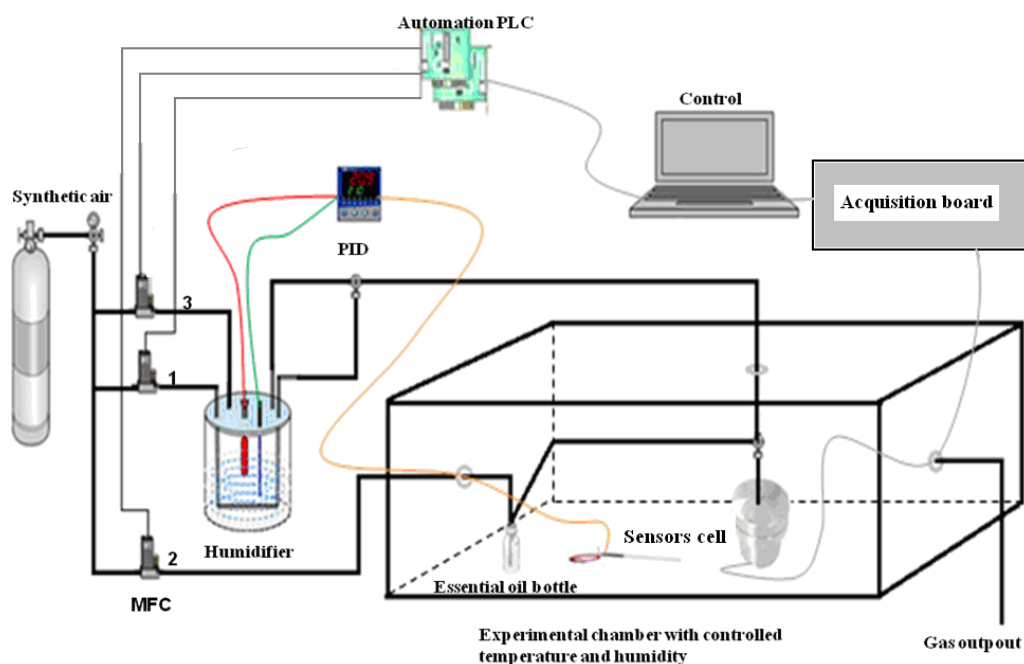 Automation PLC
Control
Synthetic air
Acquisition board
PID
3
1
Sensors cell
Humidifier
2
Essential oil bottle
MFC
Experimental chamber with controlled
temperature and humidity
Gas outpout